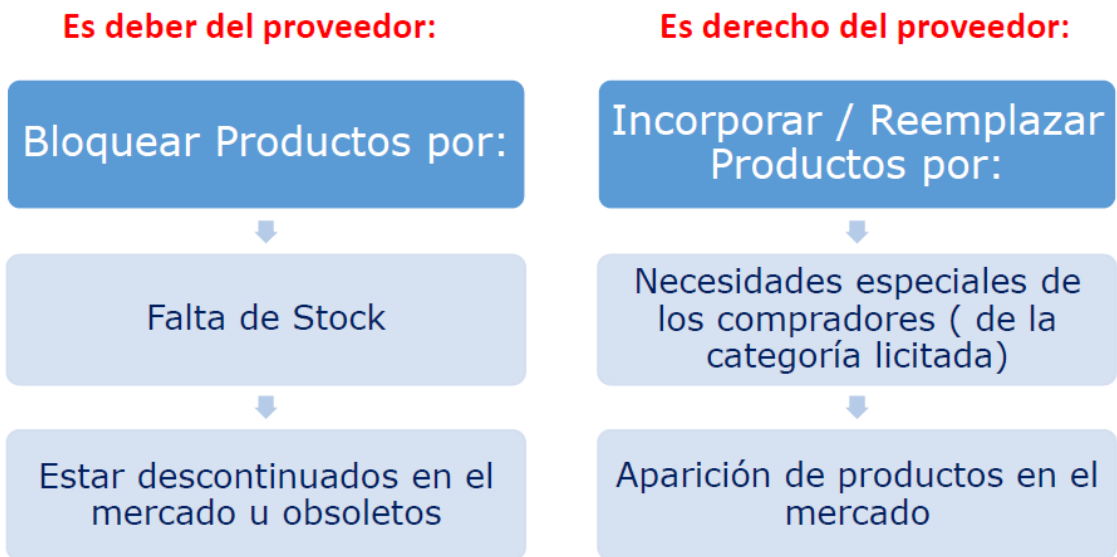 Es deber del proveedor:
Bloquear Productos por:
Falta de Stock
Estar descontinuados en el
mercado u obsoletos
Es derecho del proveedor:
Incorporar / Reemplazar
Productos por:
Necesidades especiales de
los compradores ( de la
categoría licitada)
Aparición de productos en el
mercado